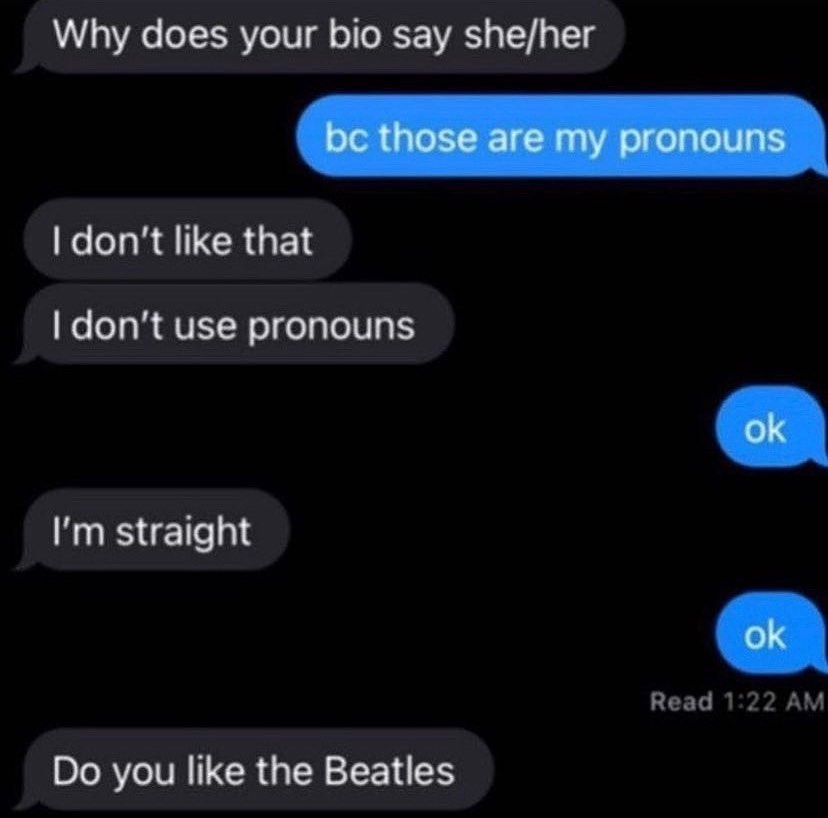 Why does your bio say she/her
bc those are my pronouns
I don't like that
I don't use pronouns
ok
I'm straight
ok
Read 1:22 AM
Do you like the Beatles